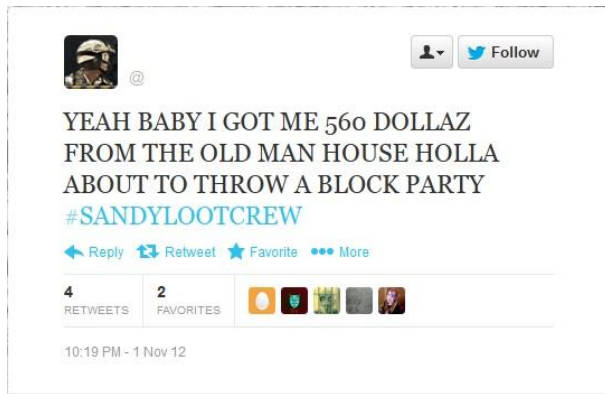 Follow
@
YEAH BABY I GOT ME 560 DOLLAZ
FROM THE OLD MAN HOUSE HOLLA
ABOUT TO THROW A BLOCK PARTY
#SANDYLOOTCREW
Reply Retweet Favorite More
4 2
RETWEETS FAVORITES
10:19 PM - 1 Nov 12